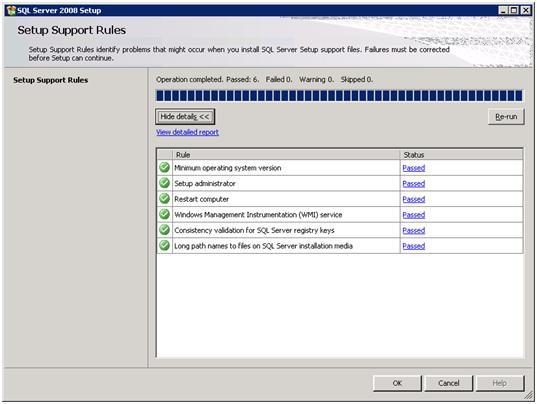 SQL Server 2008 Setup
Setup Support Rules
Setup Support Rules identify problems that might occur when you install SQL Server Setup support files. Failures must be corrected
before Setup can continue.
Setup Support Rules
Operation completed. Passed: 6. Failed 0. Warning 0. Skipped 0.
Hide details <<
Re-run
View detailed report
Rule Status
Minimum operating system version Passed
Setup administrator Passed
Restart computer Passed
Windows Management Instrumentation (WMI) service Passed
Consistency validation for SQL Server registry keys Passed
Long path names to files on SQL Server installation media Passed
OK Cancel Help